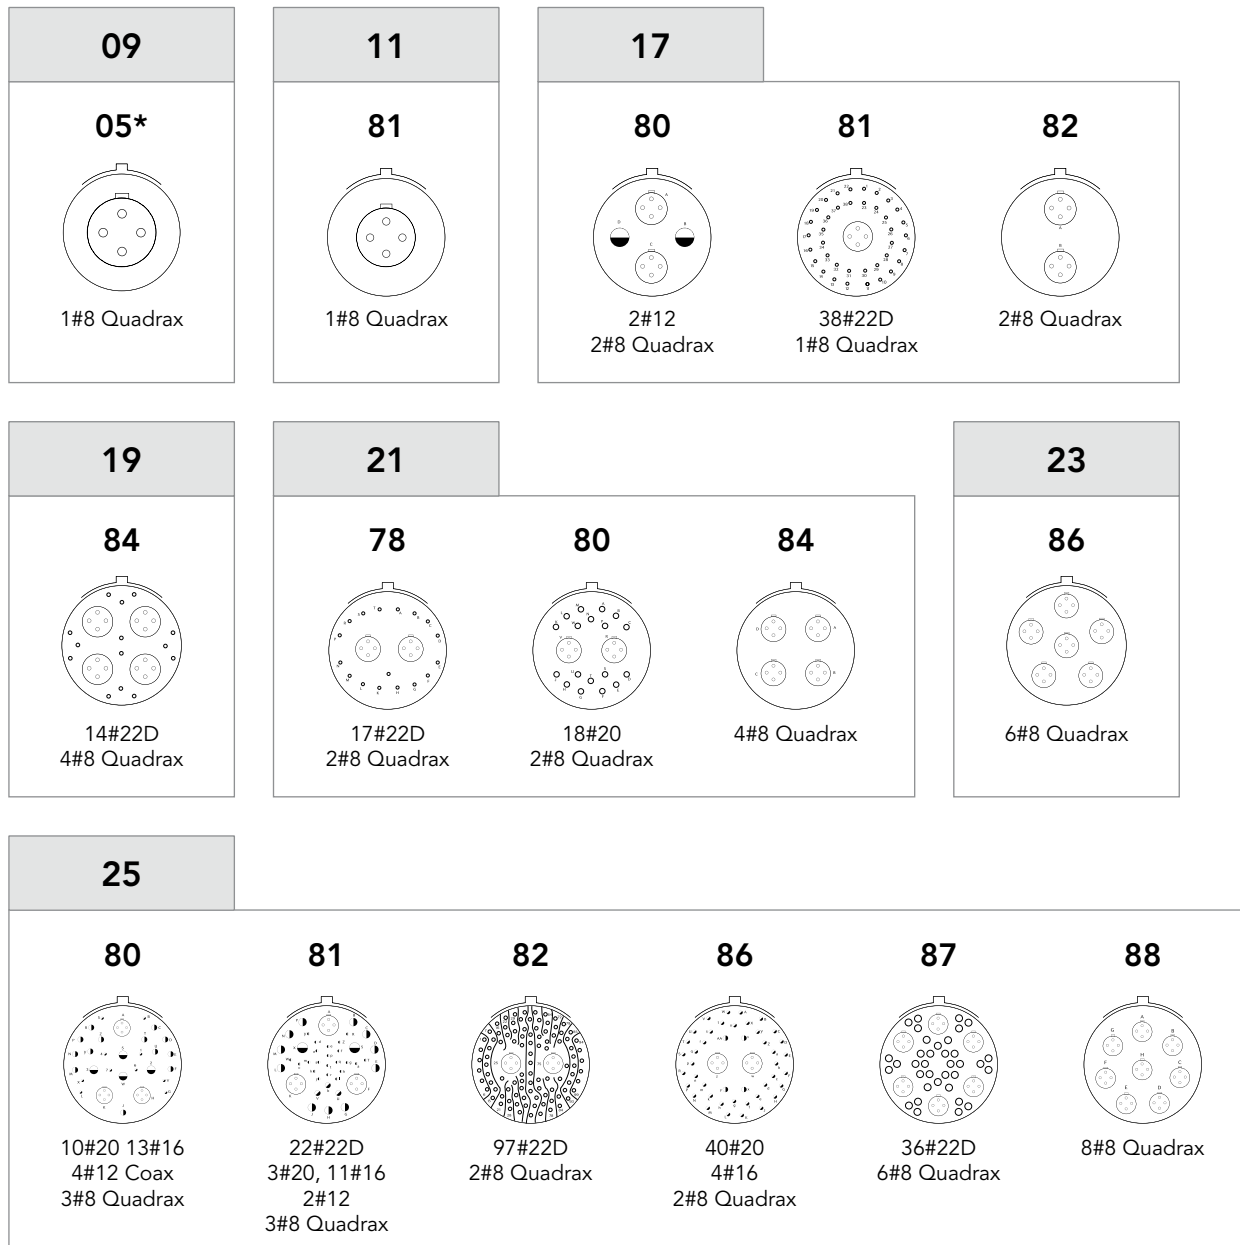 09
05*
1#8 Quadrax
11
81
1#8 Quadrax
17
80
2#12
2#8 Quadrax
81
38#22D
1#8 Quadrax
82
2#8 Quadrax
19
84
14#22D
4#8 Quadrax
21
78
17#22D
2#8 Quadrax
80
18#20
2#8 Quadrax
84
4#8 Quadrax
23
86
6#8 Quadrax
25
80
10#20 13#16
4#12 Coax
3#8 Quadrax
81
22#22D
3#20, 11#16
2#12
3#8 Quadrax
82
97#22D
2#8 Quadrax
86
40#20
4#16
2#8 Quadrax
87
36#22D
6#8 Quadrax
88
8#8 Quadrax